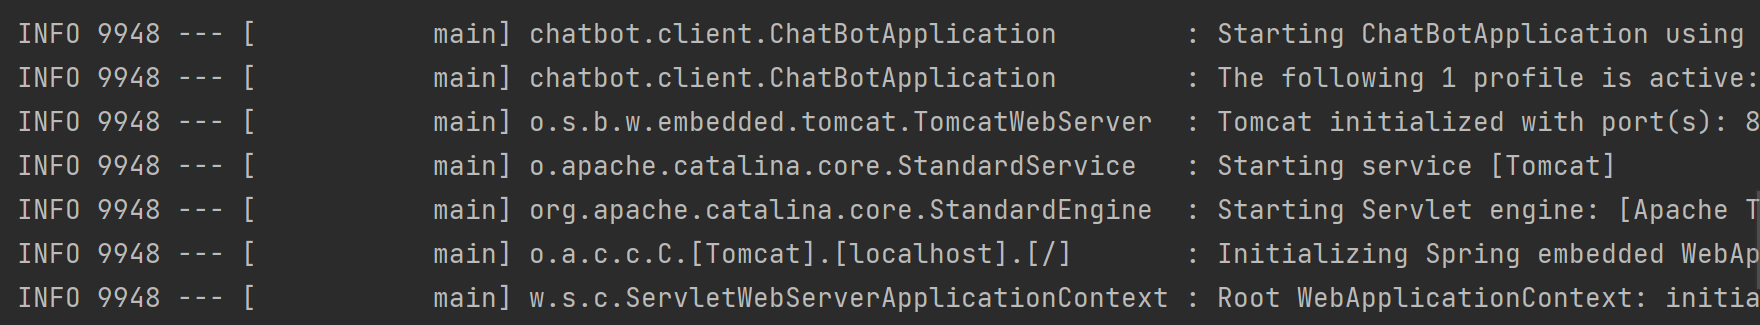 INFO 9948 --- [           main] chatbot.client.ChatBotApplication        : Starting ChatBotApplication using
INFO 9948 --- [           main] chatbot.client.ChatBotApplication        : The following 1 profile is active:
INFO 9948 --- [           main] o.s.b.w.embedded.tomcat.TomcatWebServer  : Tomcat initialized with port(s): 8
INFO 9948 --- [           main] o.apache.catalina.core.StandardService   : Starting service [Tomcat]
INFO 9948 --- [           main] org.apache.catalina.core.StandardEngine  : Starting Servlet engine: [Apache T
INFO 9948 --- [           main] o.a.c.c.C.[Tomcat].[localhost].[/]       : Initializing Spring embedded WebAp
INFO 9948 --- [           main] w.s.c.ServletWebServerApplicationContext : Root WebApplicationContext: initia